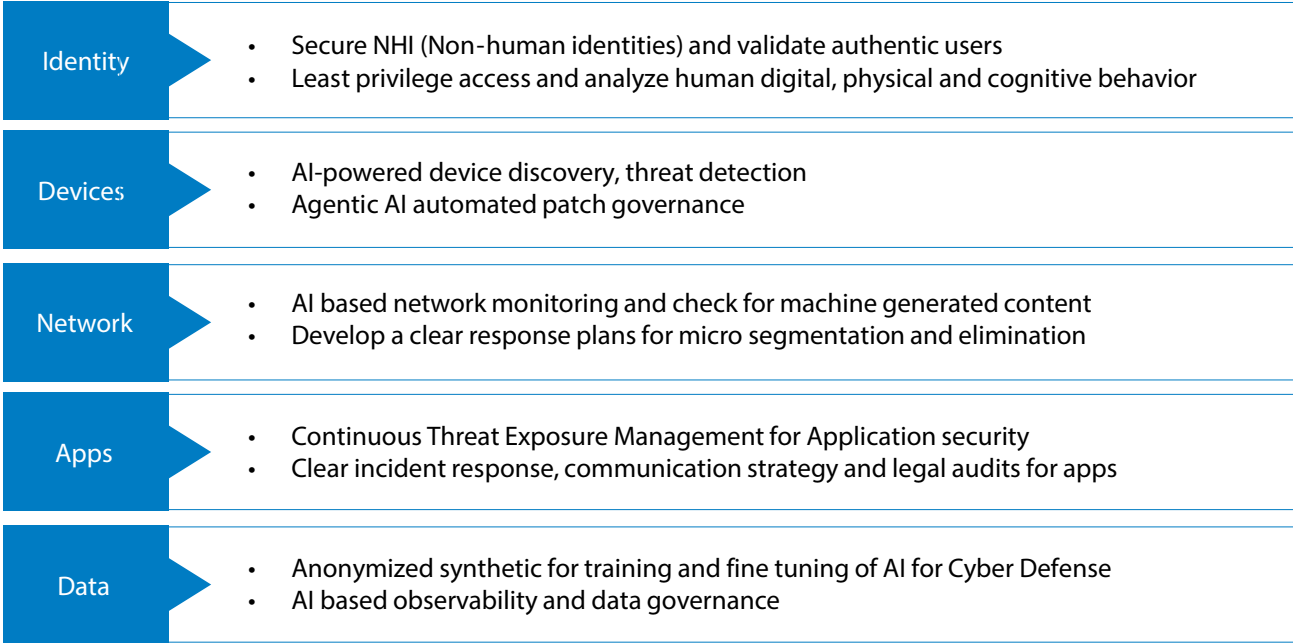 Identity
• Secure NHI (Non-human identities) and validate authentic users
• Least privilege access and analyze human digital, physical and cognitive behavior
Devices
• AI-powered device discovery, threat detection
• Agentic AI automated patch governance
Network
• AI based network monitoring and check for machine generated content
• Develop a clear response plans for micro segmentation and elimination
Apps
• Continuous Threat Exposure Management for Application security
• Clear incident response, communication strategy and legal audits for apps
Data
• Anonymized synthetic for training and fine tuning of AI for Cyber Defense
• AI based observability and data governance